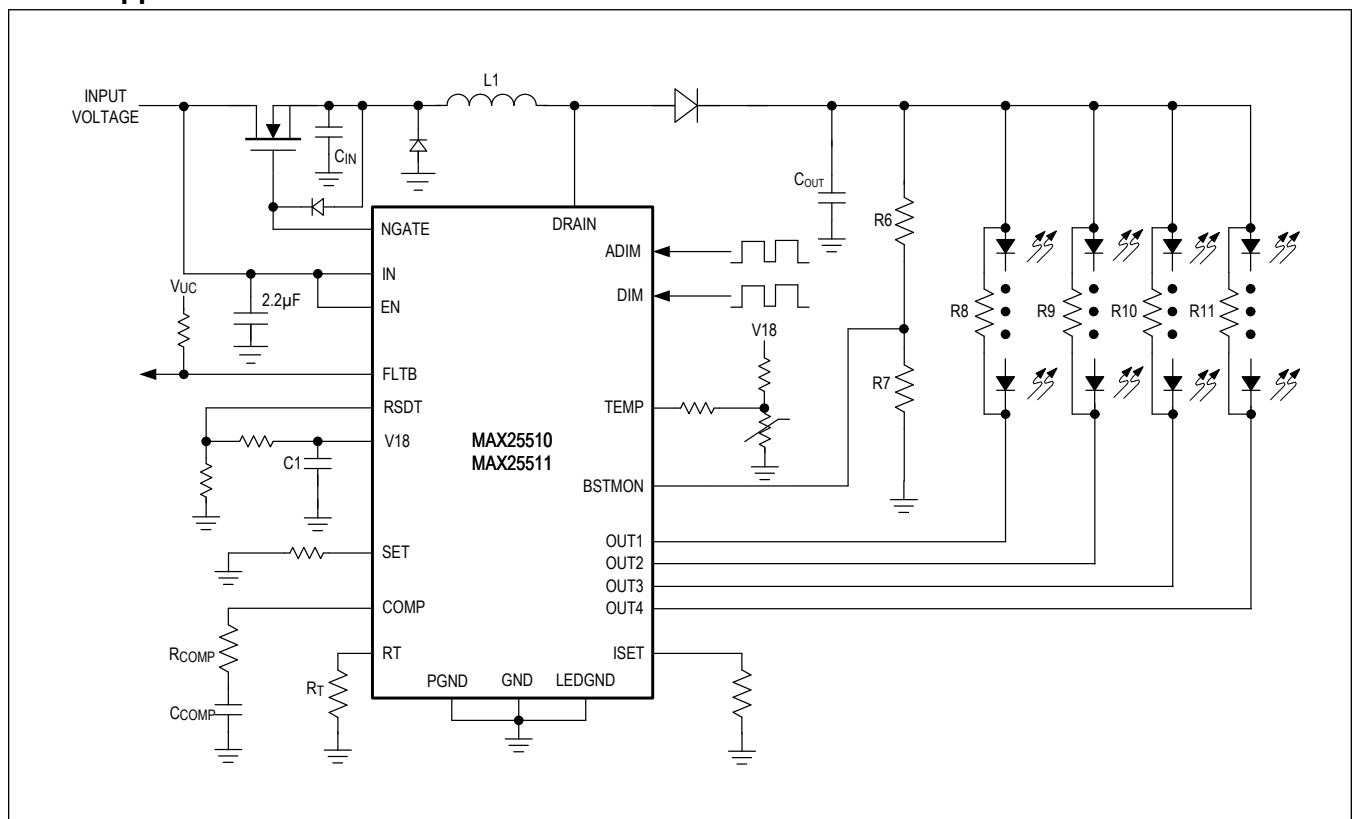 L1
INPUT
VOLTAGE
CIN
COUT
R6
NGATE
DRAIN
ADIM
IN
VUC
2.2µF
EN
DIM
V18
R8
R9
R10
R11
FLTB
R7
RSDT
TEMP
V18
C1
MAX25510
MAX25511
BSTMON
OUT1
SET
OUT2
OUT3
COMP
OUT4
RCOMP
RT
ISET
RT
PGND
GND
LEDGND
CCOMP